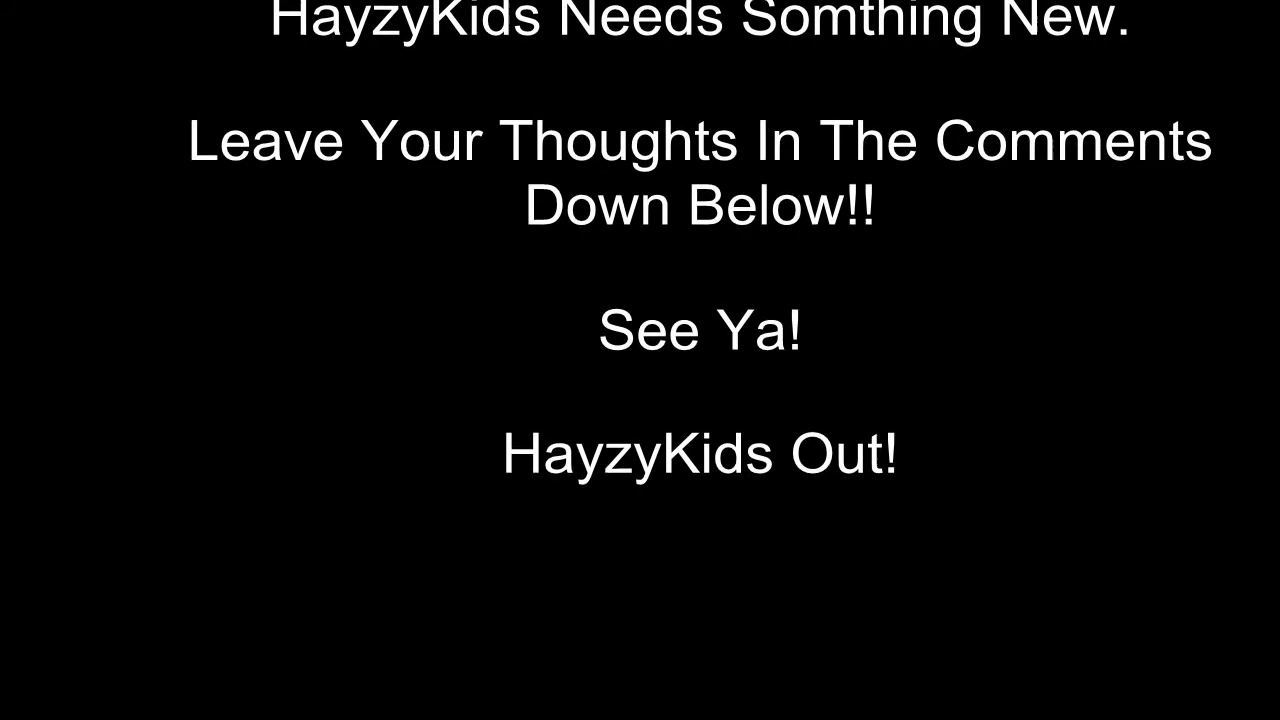 HayzyKids Needs Somthing New.
Leave Your Thoughts In The Comments
Down Below!!
See Ya!
HayzyKids Out!